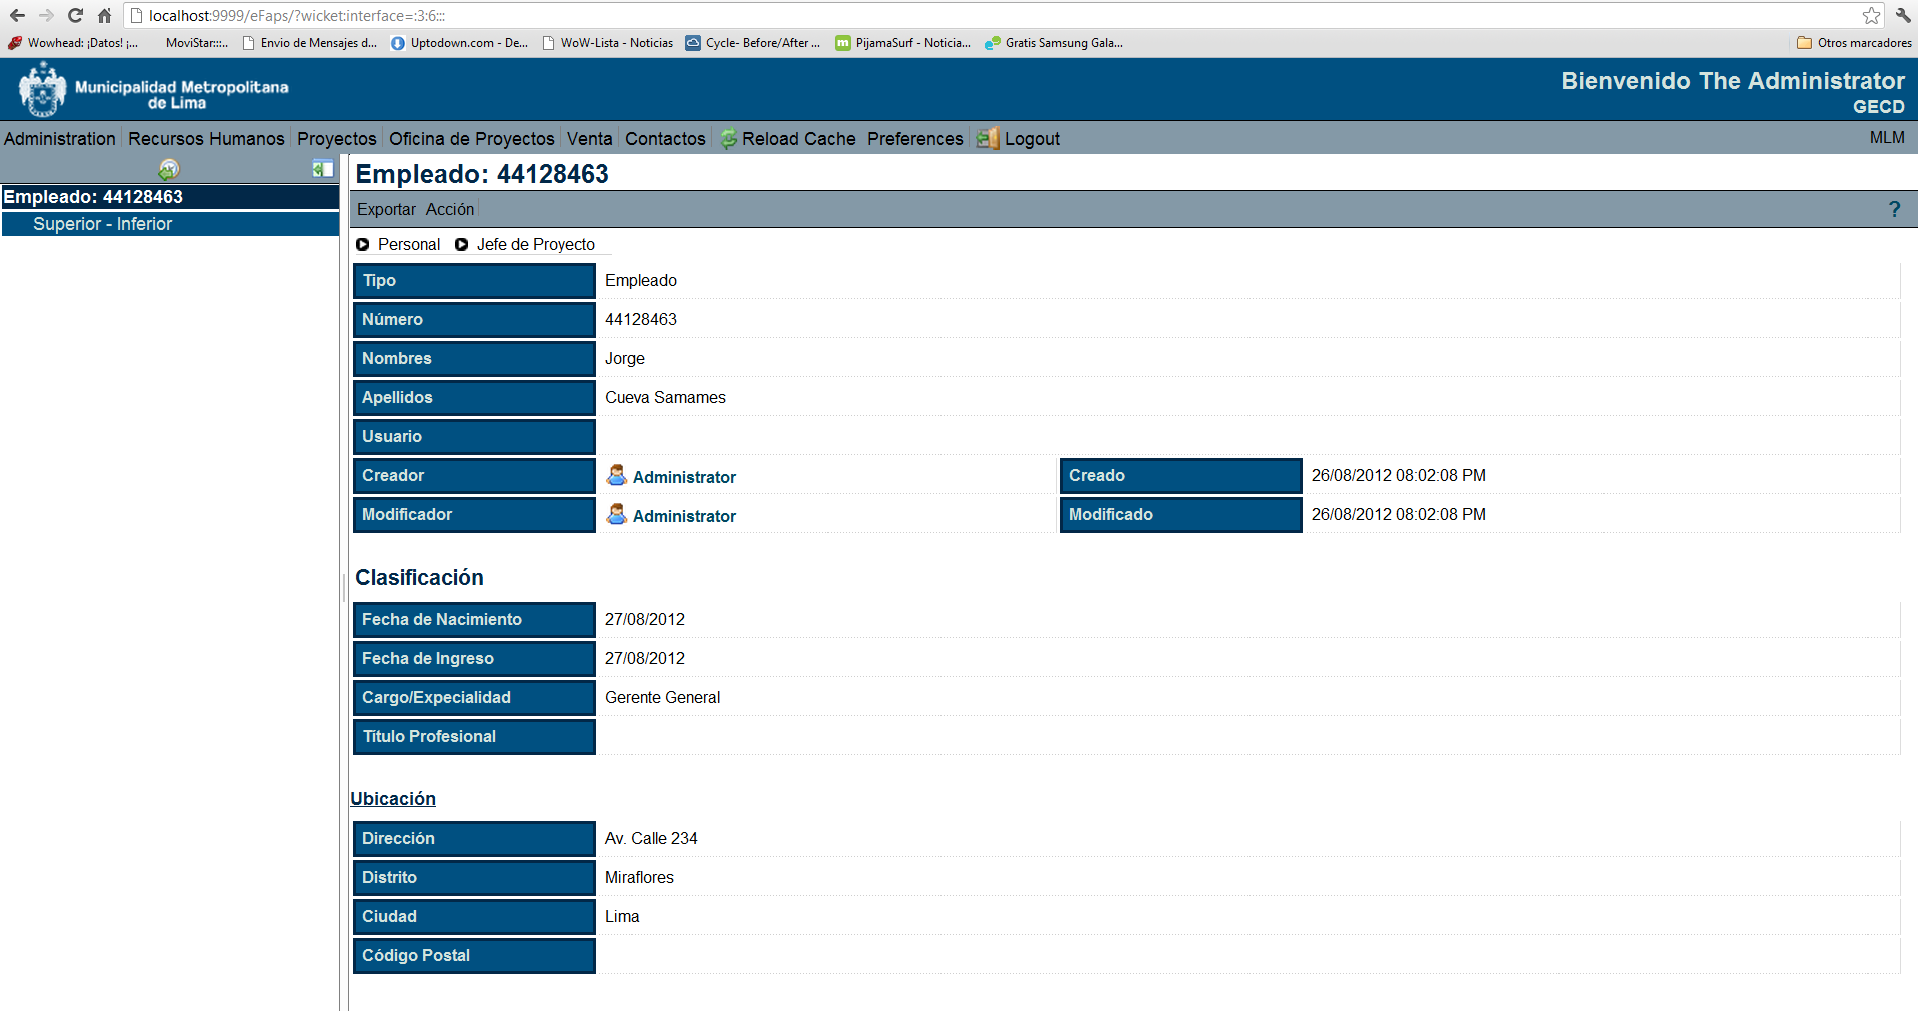 localhost:9999/eFaps/?wicket:interface=:3:6:::
Wowhead: ¡Datos! ¡... MoviStar:::.. Envio de Mensajes d... Uptodown.com - De... WoW-Lista - Noticias Cycle- Before/After ... PijamaSurf - Noticia... Gratis Samsung Gala... Otros marcadores
Municipalidad Metropolitana
de Lima
Bienvenido The Administrator
GECD
Administration Recursos Humanos Proyectos Oficina de Proyectos Venta Contactos Reload Cache Preferences Logout MLM
Empleado: 44128463
Superior - Inferior
Empleado: 44128463
Exportar Acción ?
Personal Jefe de Proyecto
Tipo Empleado
Número 44128463
Nombres Jorge
Apellidos Cueva Samames
Usuario
Creador Administrator Creado 26/08/2012 08:02:08 PM
Modificador Administrator Modificado 26/08/2012 08:02:08 PM
Clasificación
Fecha de Nacimiento 27/08/2012
Fecha de Ingreso 27/08/2012
Cargo/Expecialidad Gerente General
Título Profesional
Ubicación
Dirección Av. Calle 234
Distrito Miraflores
Ciudad Lima
Código Postal